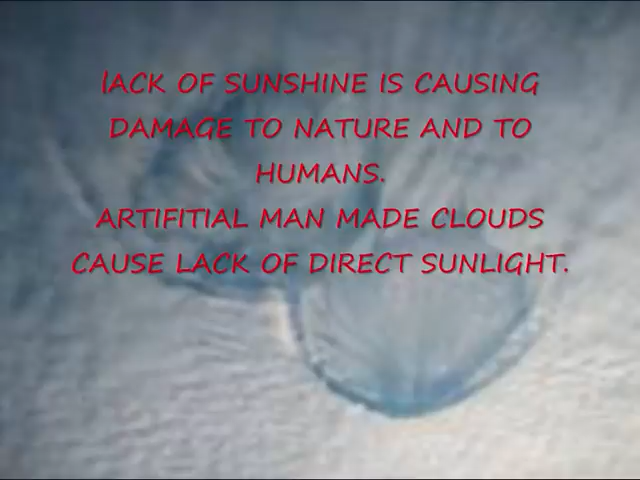 lACK OF SUNSHINE IS CAUSING
DAMAGE TO NATURE AND TO
HUMANS.
ARTIFITIAL MAN MADE CLOUDS
CAUSE LACK OF DIRECT SUNLIGHT.